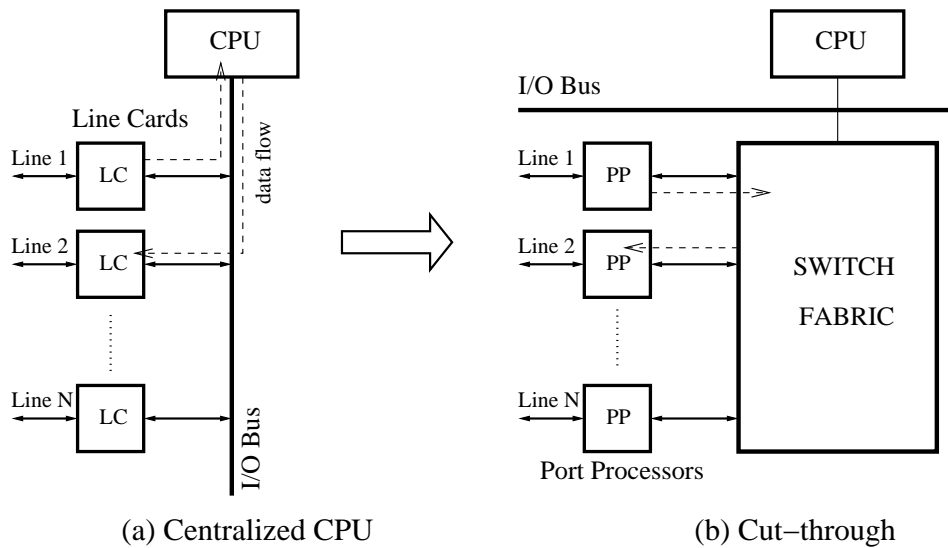 CPU
Line Cards
Line 1
LC
data flow
Line 2
LC
Line N
LC
I/O Bus
(a) Centralized CPU
CPU
I/O Bus
Line 1
PP
Line 2
PP
SWITCH
FABRIC
Line N
PP
Port Processors
(b) Cut−through